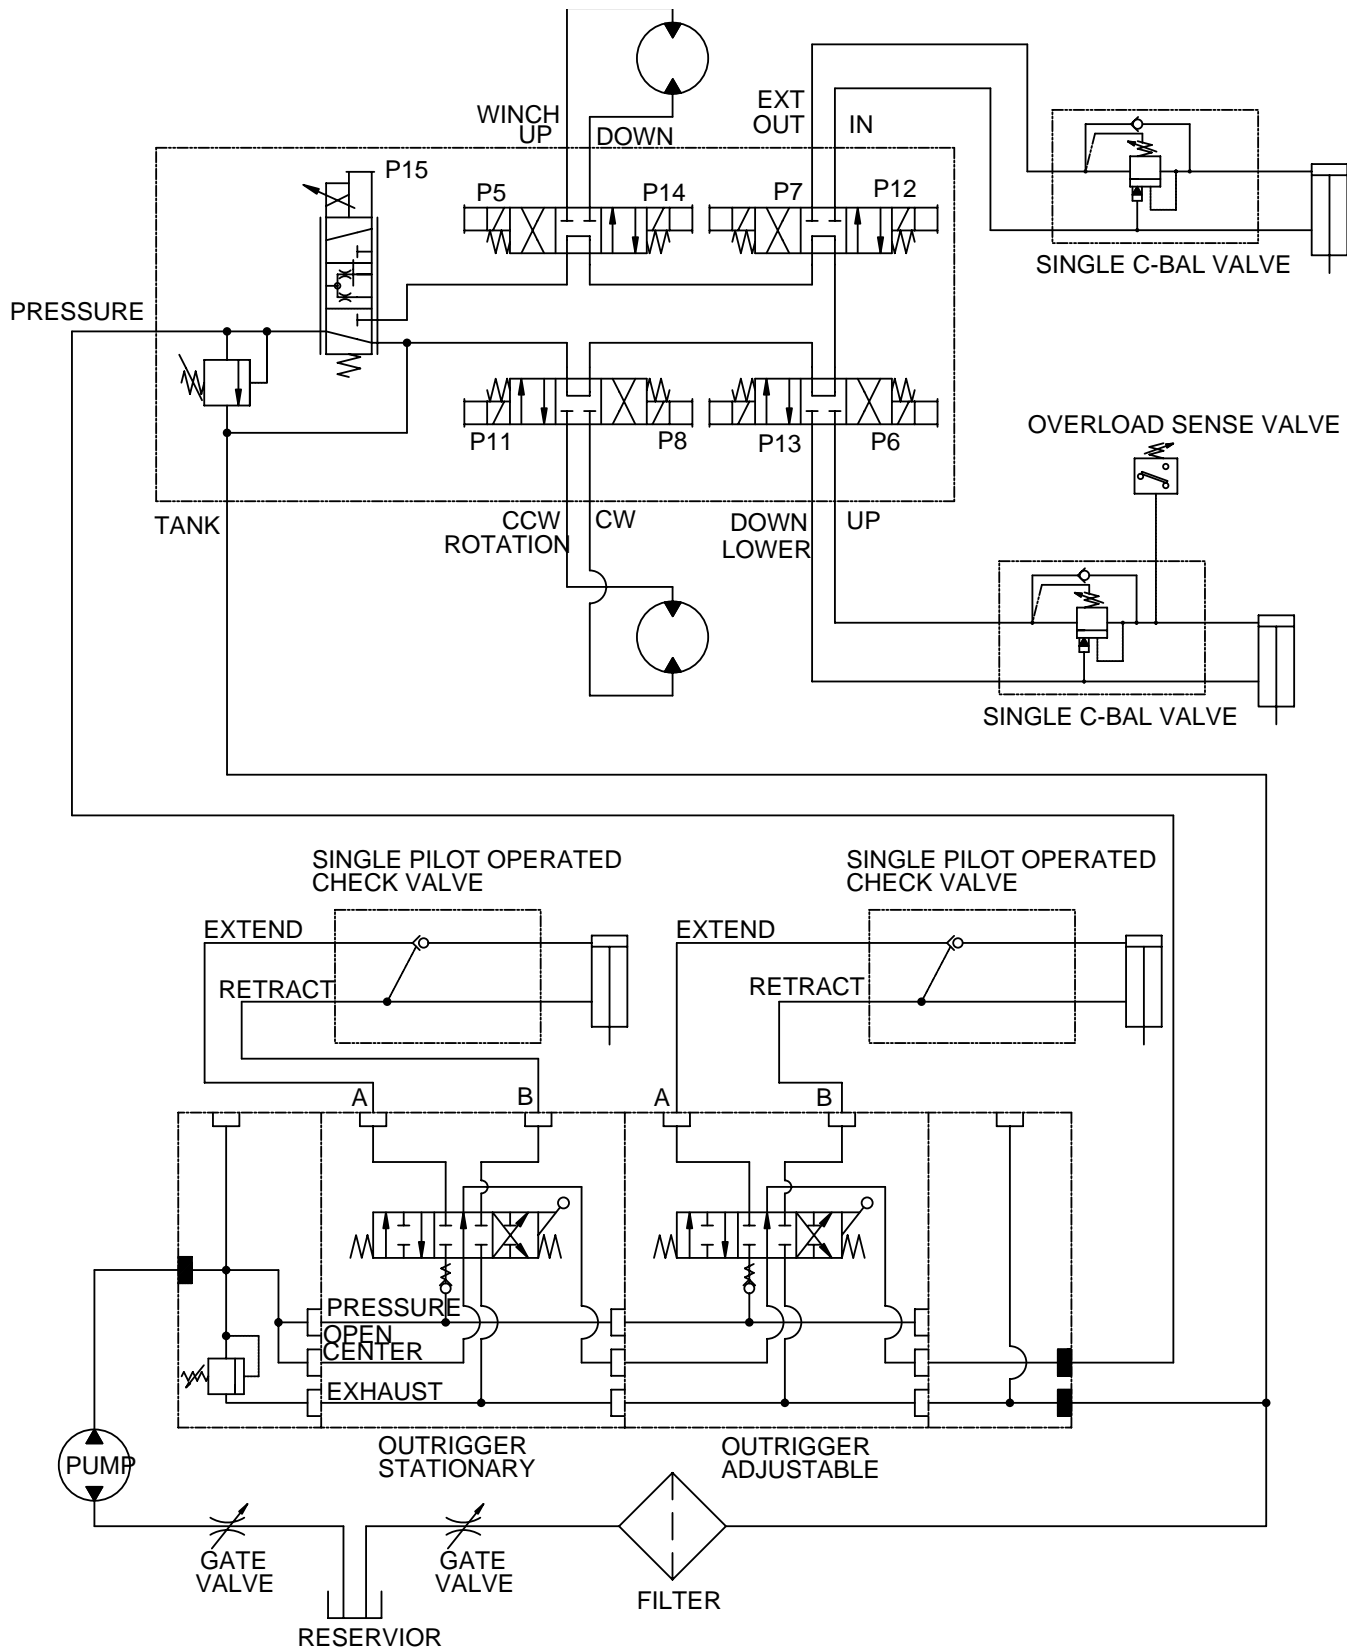 WINCH
UP
DOWN
EXT
OUT
IN
P15
P5
P14
P7
P12
SINGLE C-BAL VALVE
PRESSURE
P11
P8
P13
P6
OVERLOAD SENSE VALVE
TANK
CCW
CW
ROTATION
DOWN
UP
LOWER
SINGLE C-BAL VALVE
SINGLE PILOT OPERATED
CHECK VALVE
SINGLE PILOT OPERATED
CHECK VALVE
EXTEND
EXTEND
RETRACT
RETRACT
A
B
A
B
PRESSURE
OPEN
CENTER
EXHAUST
OUTRIGGER
STATIONARY
OUTRIGGER
ADJUSTABLE
PUMP
GATE
VALVE
GATE
VALVE
FILTER
RESERVIOR